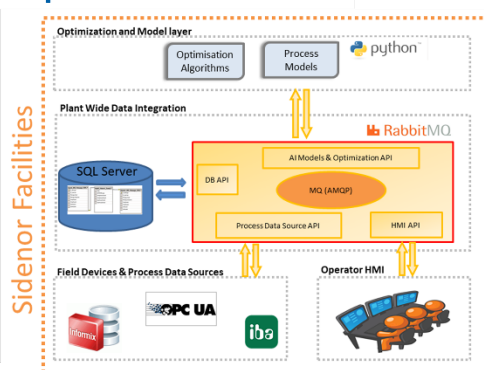 Optimization and Model layer
Optimisation
Algorithms
Process
Models
python
Plant Wide Data Integration
RabbitMQ
SQL Server
AI Models & Optimization API
DB API
MQ (AMQP)
Process Data Source API
HMI API
Sidenor Facilities
Field Devices & Process Data Sources
Operator HMI
Informix
OPC UA
iba